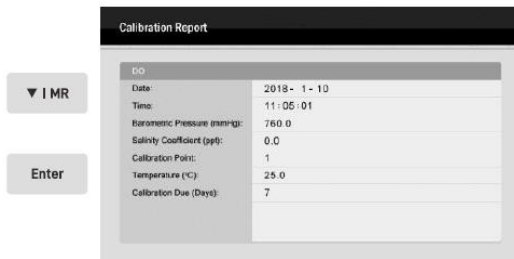 Calibration Report
DO
Date: 2018- 1-10
Time: 11:05:01
Barometric Pressure (mmHg): 760.0
Salinity Coefficient (ppt): 0.0
Calibration Point: 1
Temperature (°C): 25.0
Calibration Due (Days): 7
▼ I MR
Enter